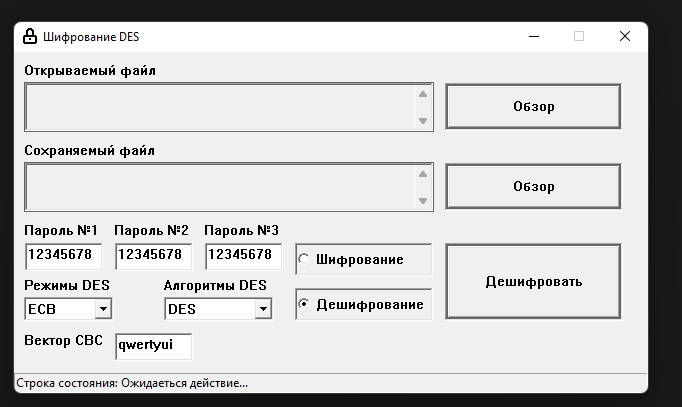 Шифрование DES
Открываемый файл
Обзор
Сохраняемый файл
Обзор
Пароль №1 Пароль №2 Пароль №3
12345678 12345678 12345678
Шифрование
Режимы DES Алгоритмы DES
Дешифровать
ECB DES
Дешифрование
Вектор CBC qwertyui
Строка состояния: Ожидаеться действие...